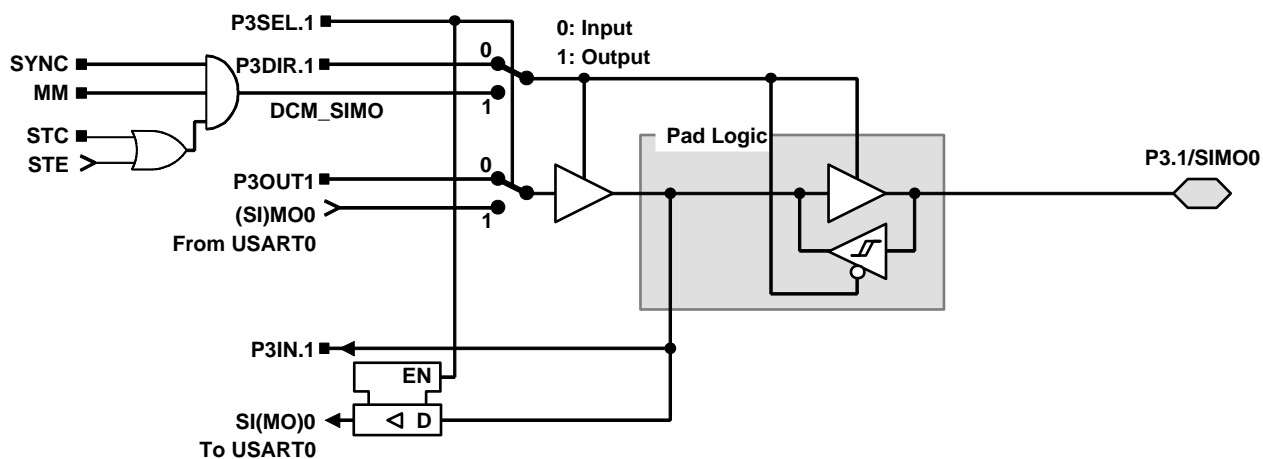 P3SEL.1
0: Input
1: Output
SYNC
P3DIR.1
0
MM
1
DCM_SIMO
STC
STE
Pad Logic
P3.1/SIMO0
P3OUT1
0
(SI)MO0
1
From USART0
P3IN.1
EN
SI(MO)0
D
To USART0